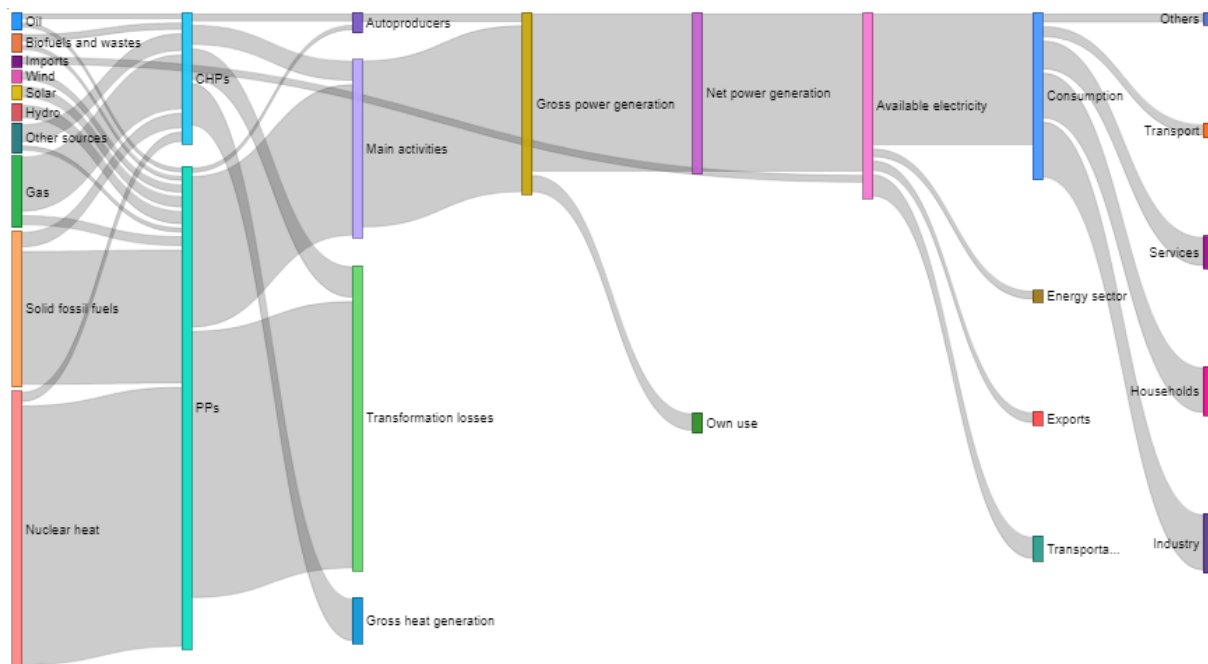 Oil
Biofuels and wastes
Imports
Wind
Solar
Hydro
Other sources
Gas
Solid fossil fuels
Nuclear heat
CHPs
PPs
Autoproducers
Main activities
Transformation losses
Gross heat generation
Gross power generation
Net power generation
Own use
Available electricity
Consumption
Energy sector
Exports
Transporta...
Others
Transport
Services
Households
Industry